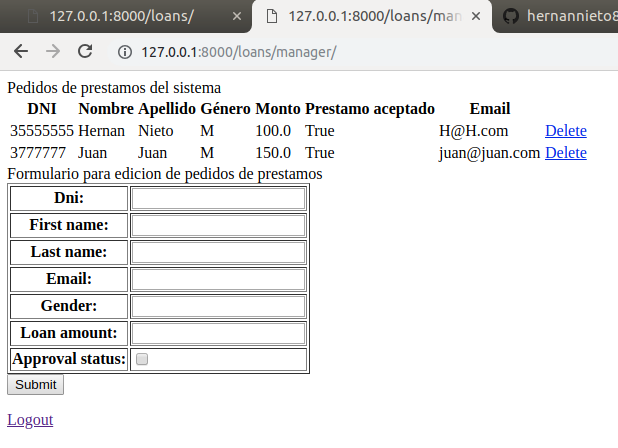 127.0.0.1:8000/loans/ 127.0.0.1:8000/loans/man hernannieto8
127.0.0.1:8000/loans/manager/
Pedidos de prestamos del sistema
DNI Nombre Apellido Género Monto Prestamo aceptado Email
35555555 Hernan Nieto M 100.0 True H@H.com Delete
3777777 Juan Juan M 150.0 True juan@juan.com Delete
Formulario para edicion de pedidos de prestamos
Dni:
First name:
Last name:
Email:
Gender:
Loan amount:
Approval status:
Submit
Logout